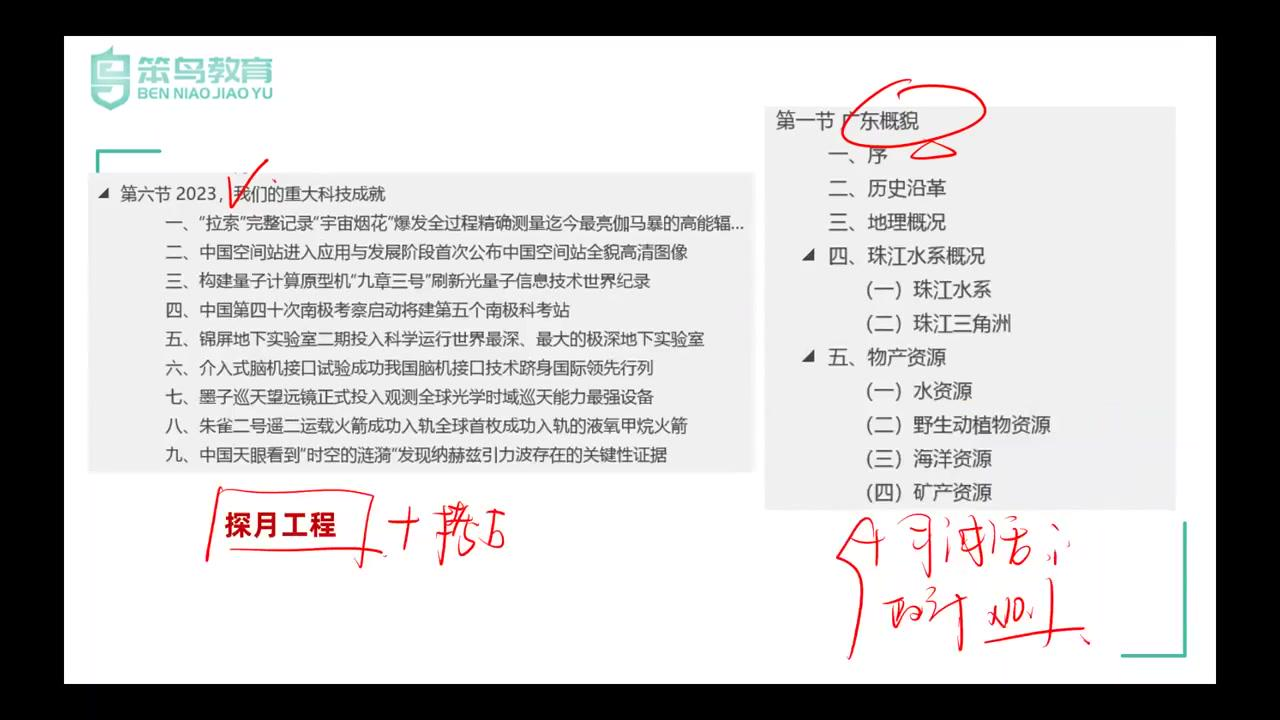 笨鸟教育
BEN NIAO JIAO YU
第六节 2023，我们的重大科技成就
一、“拉索”完整记录“宇宙烟花”爆发全过程精确测量迄今最亮伽马暴的高能辐...
二、中国空间站进入应用与发展阶段首次公布中国空间站全貌高清图像
三、构建量子计算原型机“九章三号”刷新光量子信息技术世界纪录
四、中国第四十次南极考察启动将建第五个南极科考站
五、锦屏地下实验室二期投入科学运行世界最深、最大的极深地下实验室
六、介入式脑机接口试验成功我国脑机接口技术跻身国际领先行列
七、墨子巡天望远镜正式投入观测全球光学时域巡天能力最强设备
八、朱雀二号遥二运载火箭成功入轨全球首枚成功入轨的液氧甲烷火箭
九、中国天眼看到“时空的涟漪”发现纳赫兹引力波存在的关键性证据
探月工程 + 考古
第一节 广东概貌
一、序
二、历史沿革
三、地理概况
四、珠江水系概况
（一）珠江水系
（二）珠江三角洲
五、物产资源
（一）水资源
（二）野生动植物资源
（三）海洋资源
（四）矿产资源